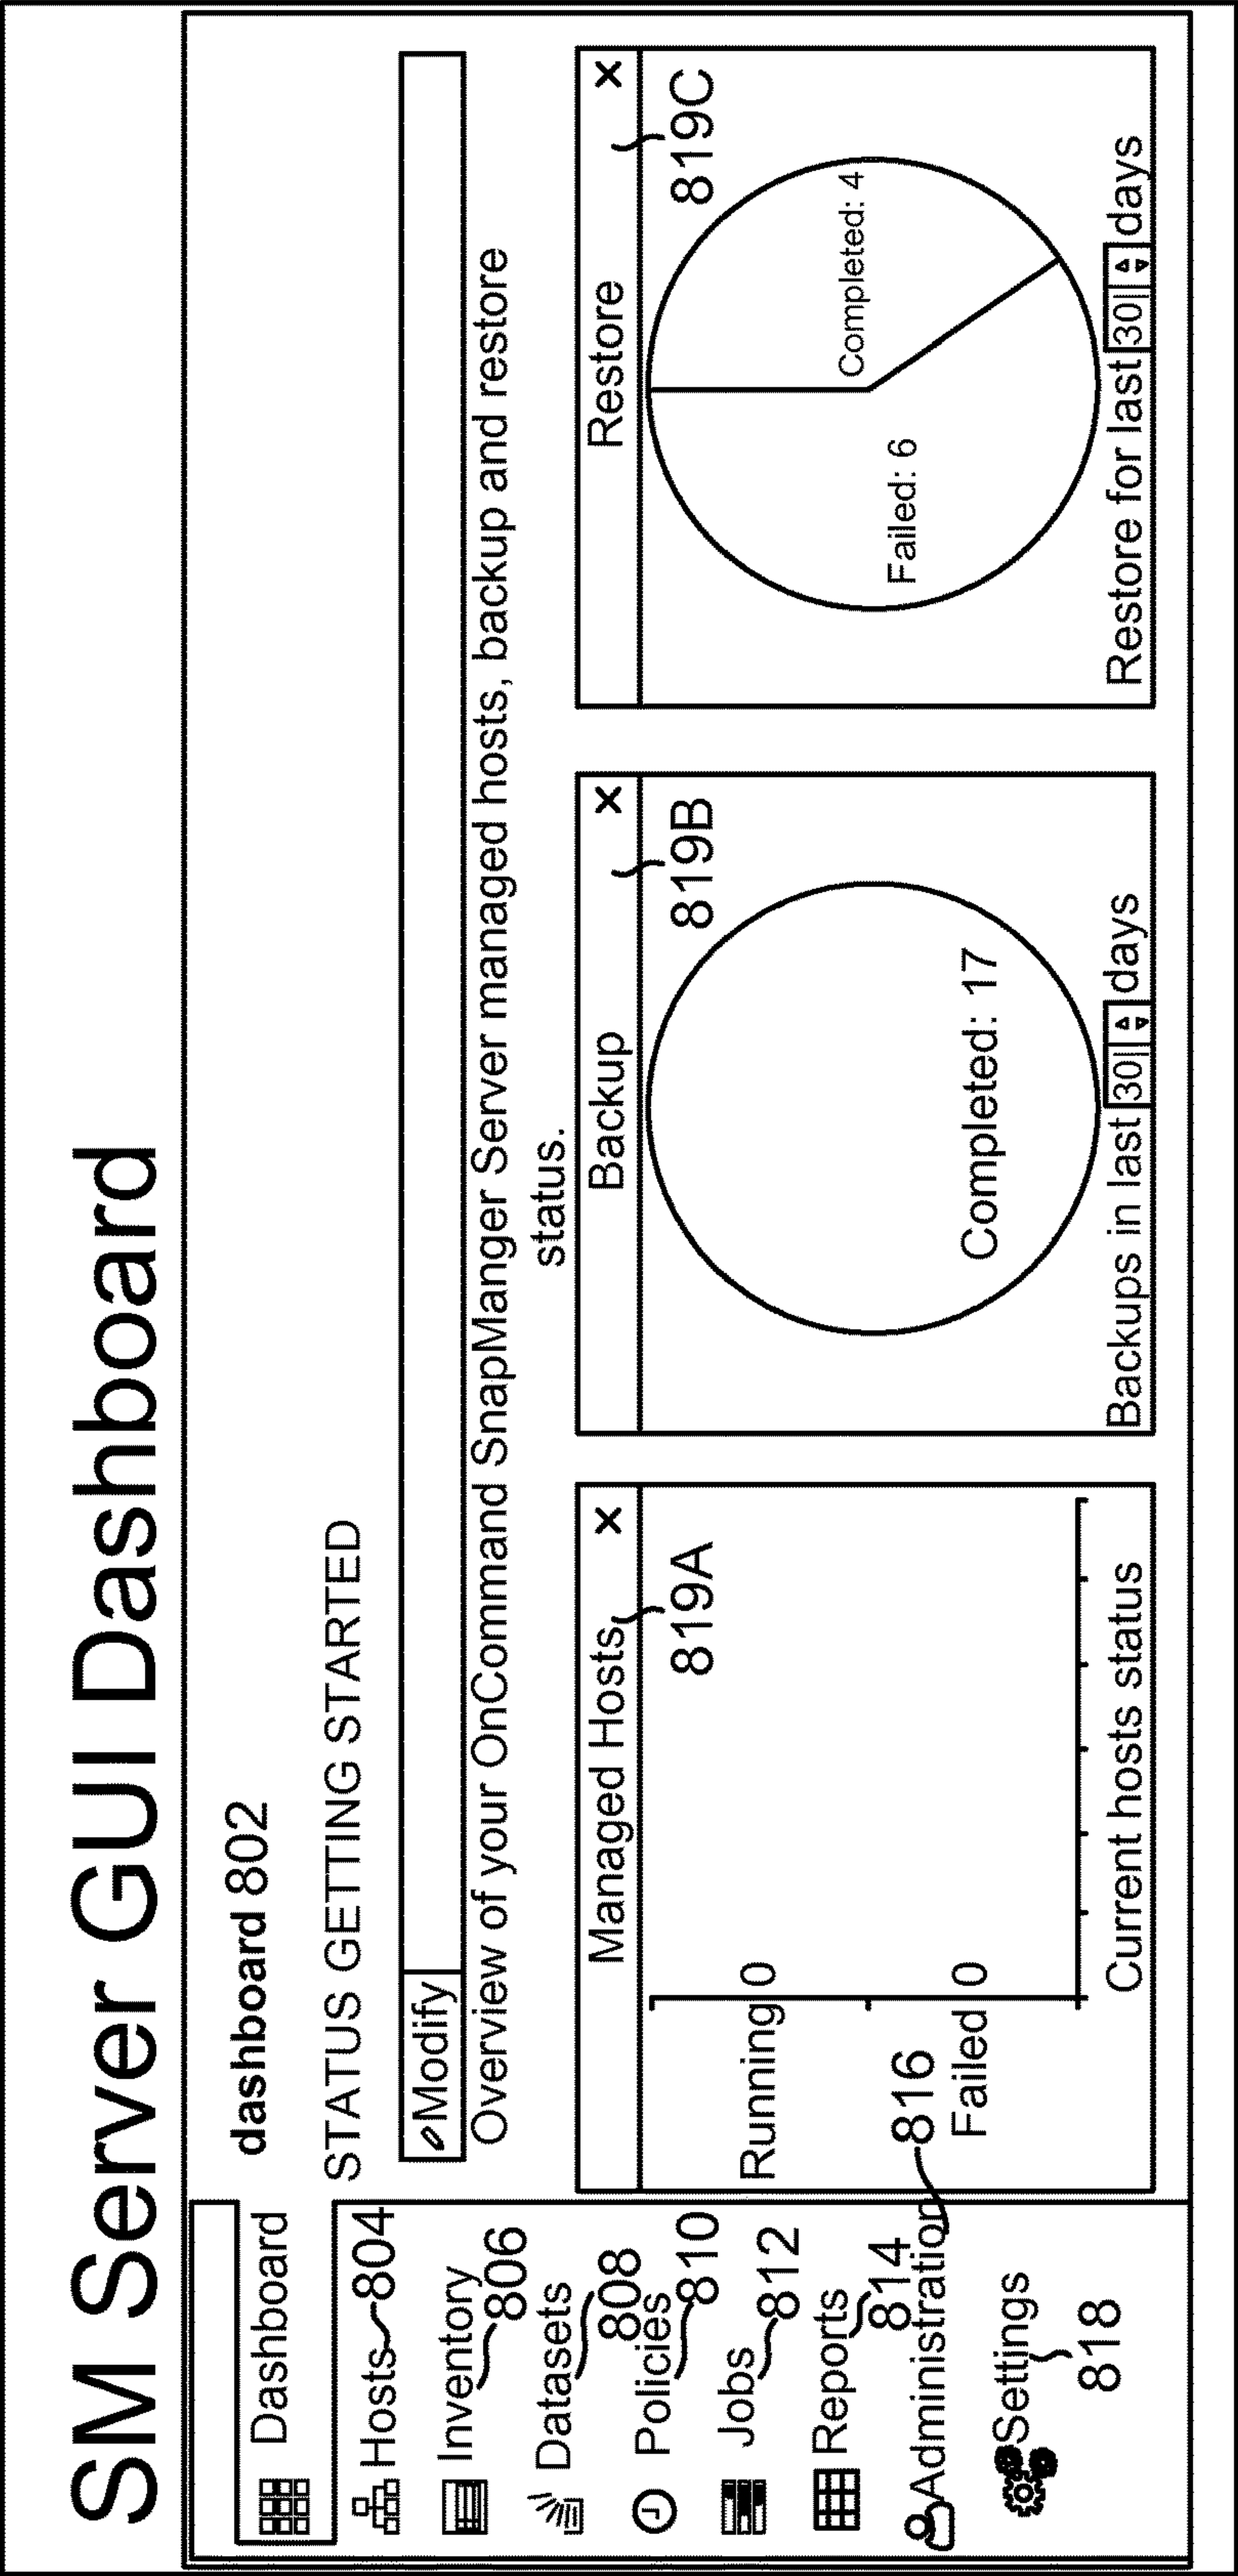 SM Server GUI Dashboard
Dashboard
Hosts 804
Inventory
806
Datasets
808
Policies
810
Jobs
812
Reports
814
Administration
816
Settings
818
dashboard 802
STATUS GETTING STARTED
Modify
Overview of your OnCommand SnapManger Server managed hosts, backup and restore
status.
Managed Hosts X
819A
Running 0
Failed 0
Current hosts status
Backup X
819B
Completed: 17
Backups in last 30 days
Restore X
819C
Completed: 4
Failed: 6
Restore for last 30 days